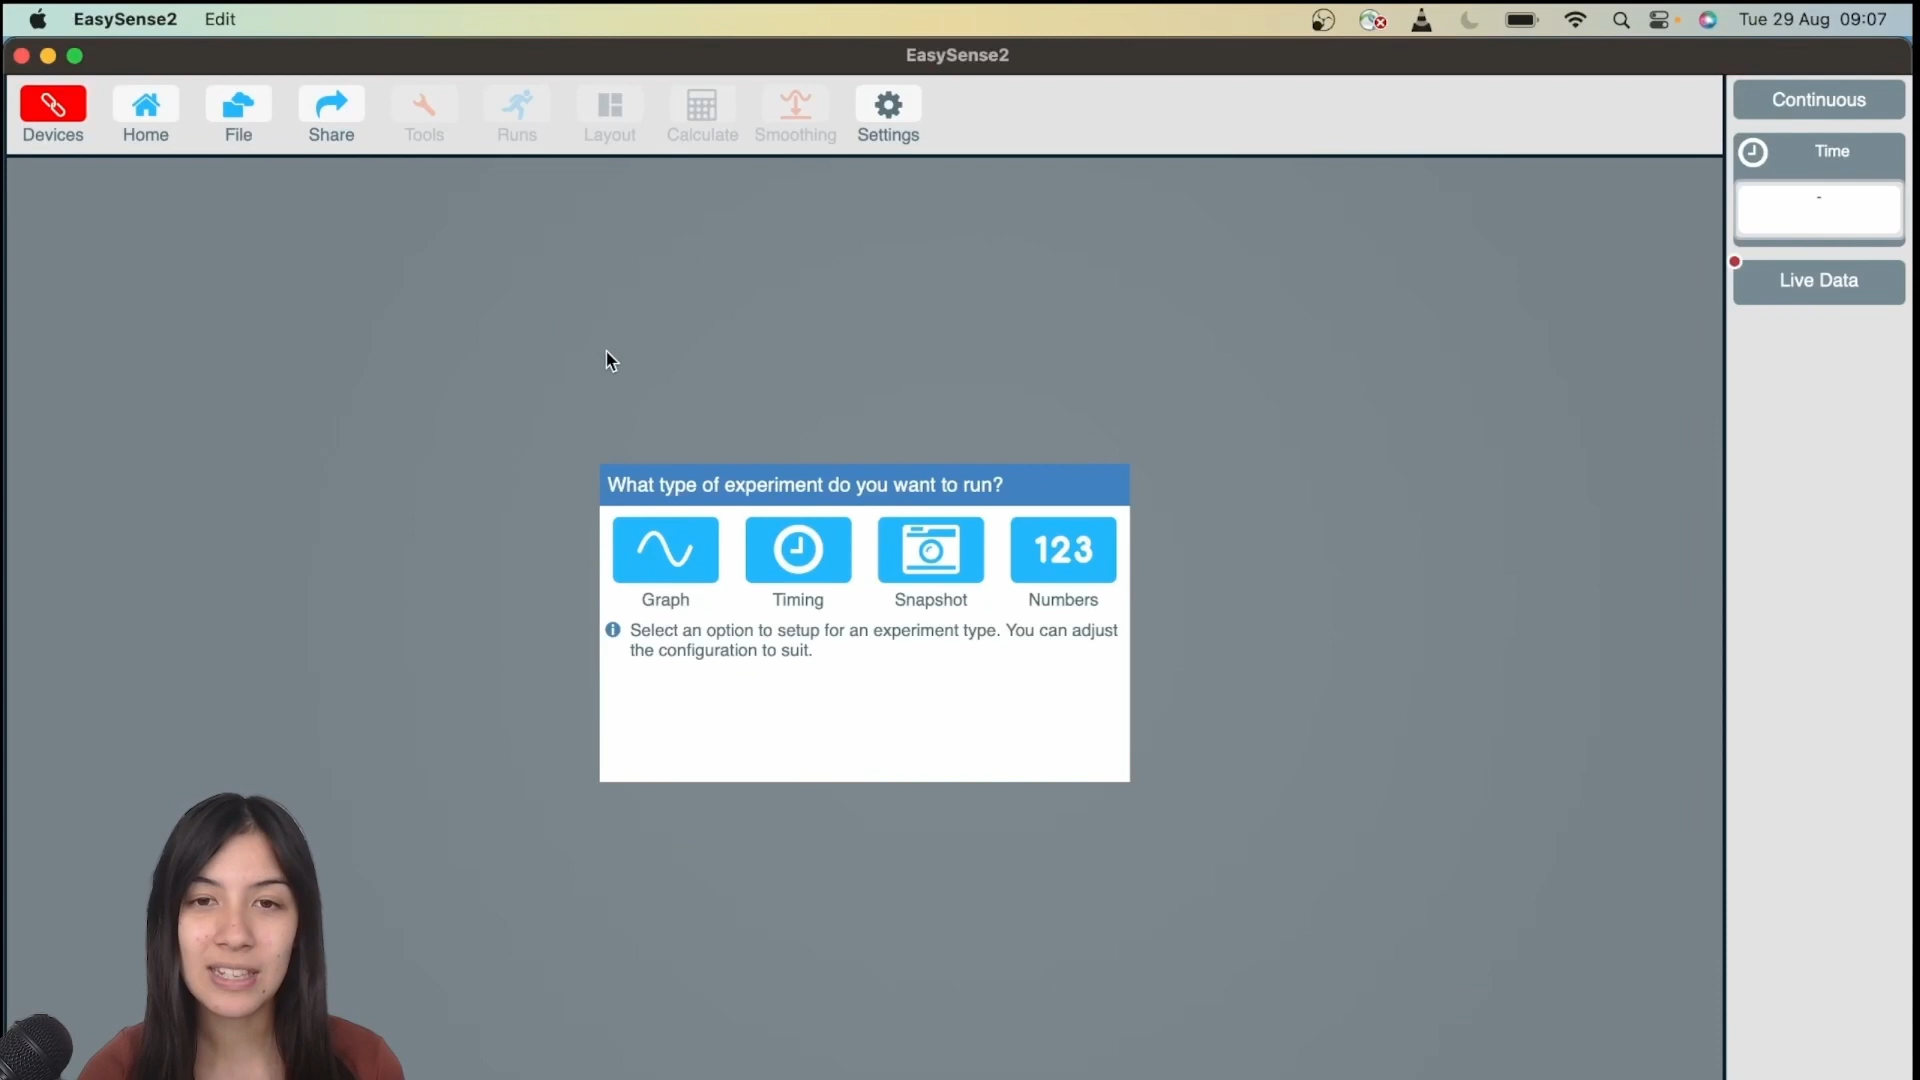 EasySense2 Edit Tue 29 Aug 09:07
EasySense2
Devices Home File Share Tools Runs Layout Calculate Smoothing Settings
Continuous
Time
-
Live Data
What type of experiment do you want to run?
123
Graph Timing Snapshot Numbers
Select an option to setup for an experiment type. You can adjust
the configuration to suit.